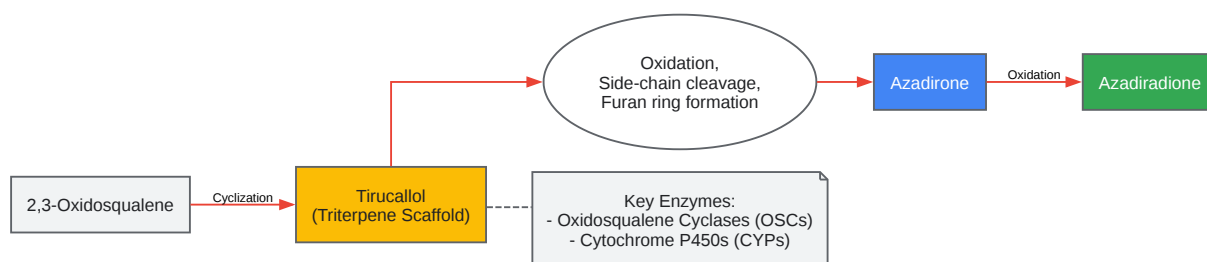 2,3-Oxidosqualene
Cyclization
Tirucallol
(Triterpene Scaffold)
Oxidation,
Side-chain cleavage,
Furan ring formation
Key Enzymes:
- Oxidosqualene Cyclases (OSCs)
- Cytochrome P450s (CYPs)
Azadirone
Oxidation
Azadiradione